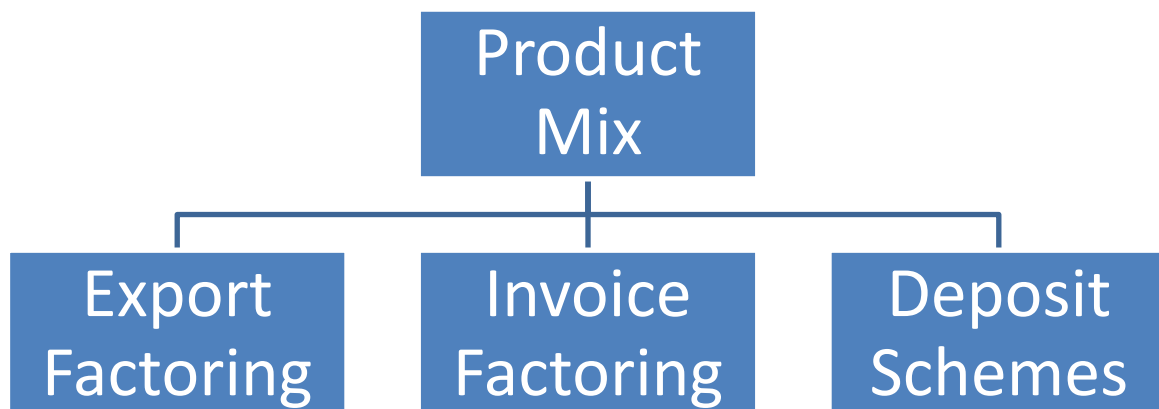 Product
Mix
Export
Factoring
Invoice
Factoring
Deposit
Schemes